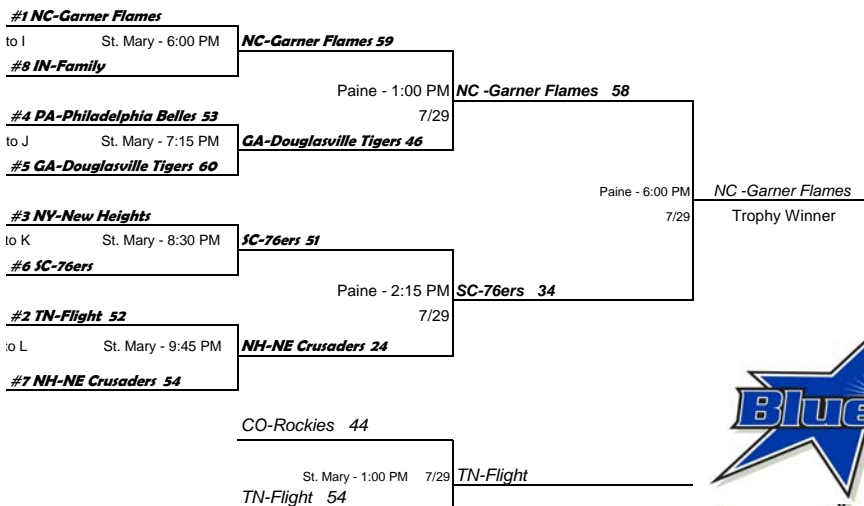 #1 NC-Garner Flames
to I St. Mary - 6:00 PM NC-Garner Flames 59
#8 IN-Family
Paine - 1:00 PM NC -Garner Flames 58
#4 PA-Philadelphia Belles 53 7/29
to J St. Mary - 7:15 PM GA-Douglasville Tigers 46
#5 GA-Douglasville Tigers 60
Paine - 6:00 PM NC -Garner Flames
#3 NY-New Heights 7/29 Trophy Winner
to K St. Mary - 8:30 PM SC-76ers 51
#6 SC-76ers
Paine - 2:15 PM SC-76ers 34
#2 TN-Flight 52 7/29
to L St. Mary - 9:45 PM NH-NE Crusaders 24
#7 NH-NE Crusaders 54
CO-Rockies 44
St. Mary - 1:00 PM 7/29 TN-Flight
TN-Flight 54
Blue